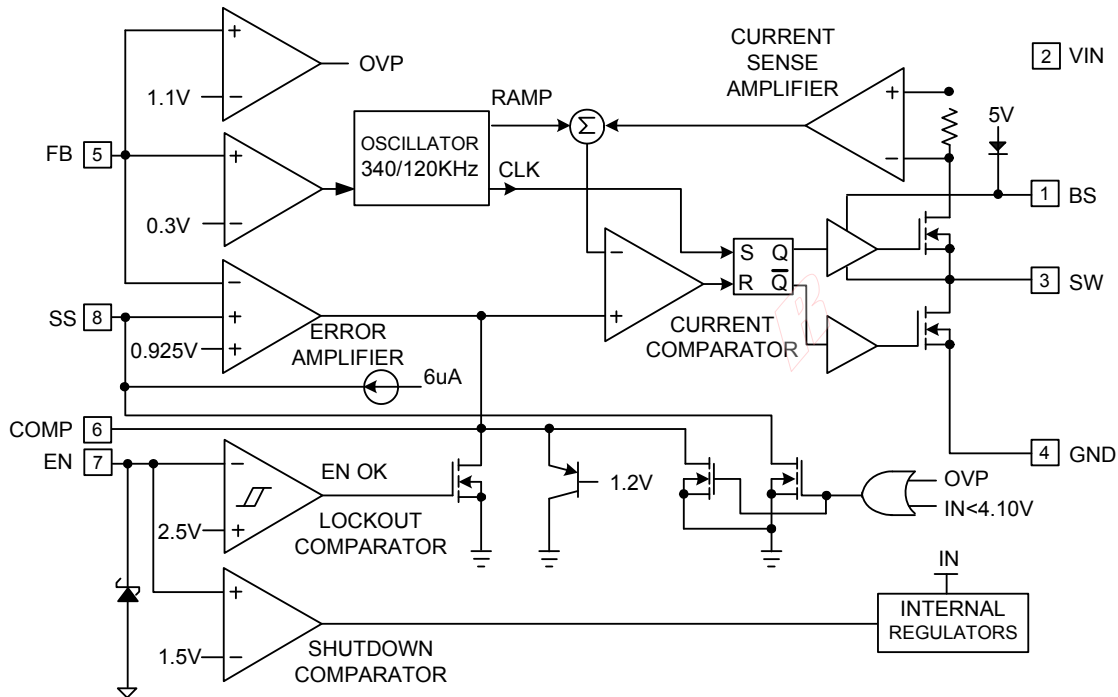 +
OVP
1.1V
−
CURRENT
SENSE
AMPLIFIER
2 VIN
RAMP
Σ
+
−
5V
FB 5
+
0.3V
−
OSCILLATOR
340/120KHz
CLK
1 BS
−
+
S Q
R Q̅
3 SW
SS 8
−
+
0.925V
+
ERROR
AMPLIFIER
CURRENT
COMPARATOR
6uA
COMP 6
EN 7
4 GND
−
EN OK
2.5V
+
LOCKOUT
COMPARATOR
1.2V
OVP
IN<4.10V
+
1.5V
−
SHUTDOWN
COMPARATOR
IN
INTERNAL
REGULATORS